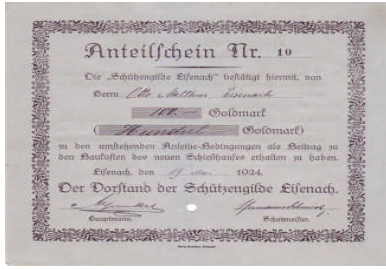 Anteilschein Nr. 10
Die „Schützengilde Eisenach" bestätigt hiermit, von
Herrn Otto Eisenach
100.— Goldmark
(Hundert Goldmark)
zu den umstehenden Anleihe-Bedingungen als Beitrag zu
den Baukosten des neuen Schießhauses erhalten zu haben.
Eisenach, den 19. Mai 1924.
Der Vorstand der Schützengilde Eisenach.
Hauptmann. Schatzmeister.